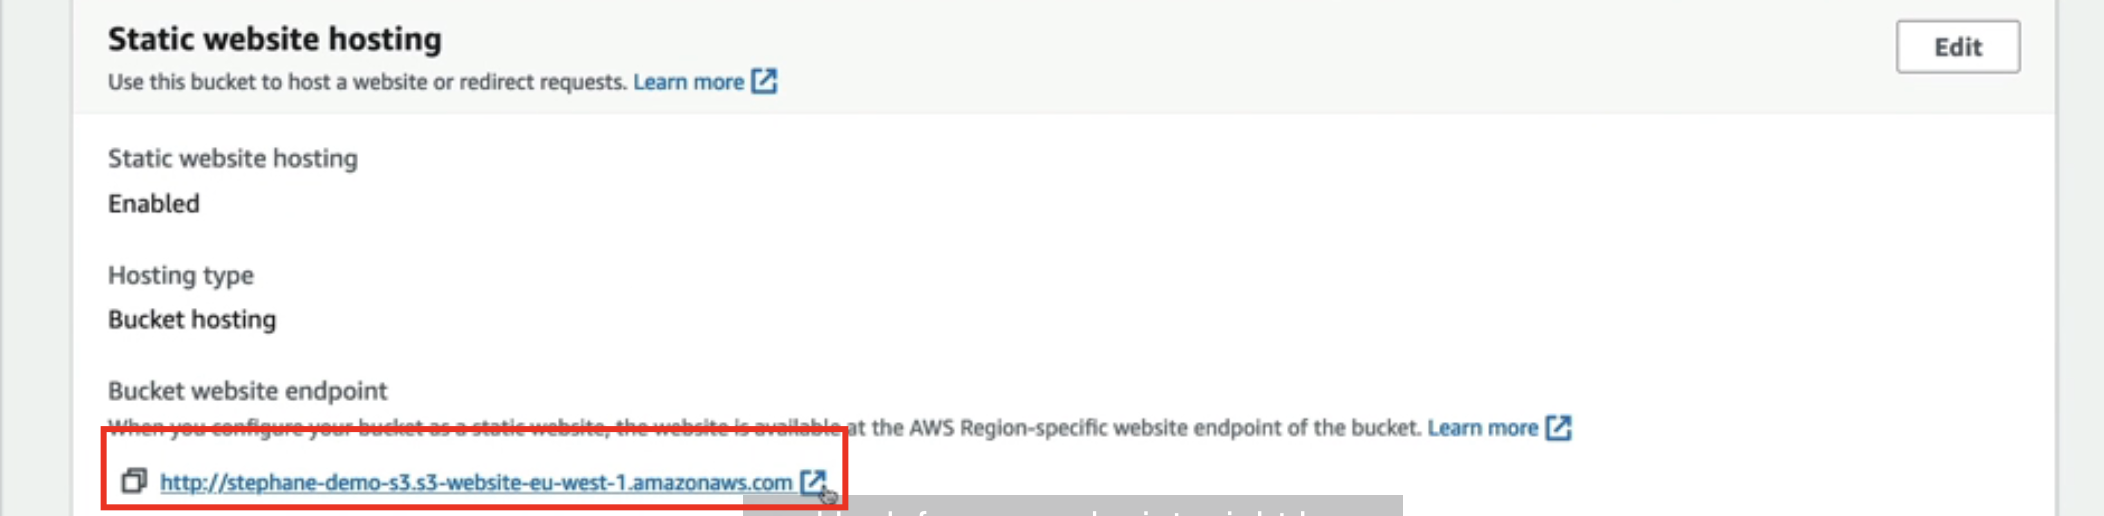 Static website hosting
Edit
Use this bucket to host a website or redirect requests. Learn more
Static website hosting
Enabled
Hosting type
Bucket hosting
Bucket website endpoint
When you configure your bucket as a static website, the website is available at the AWS Region-specific website endpoint of the bucket. Learn more
http://stephane-demo-s3.s3-website-eu-west-1.amazonaws.com